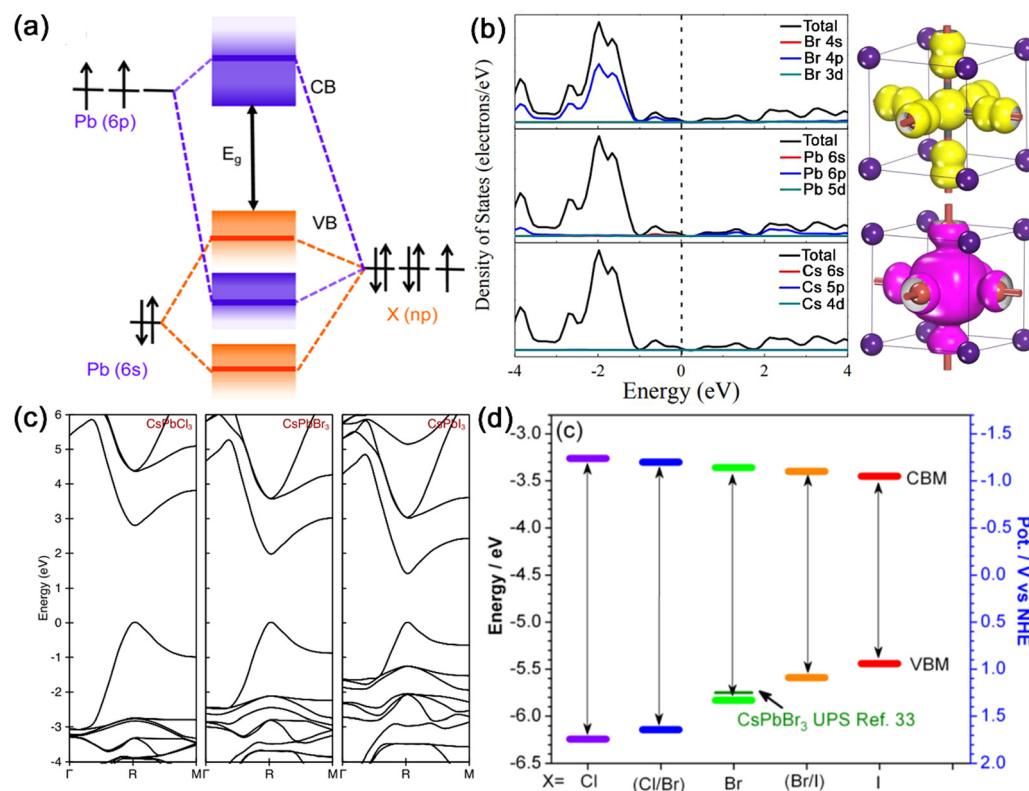 (a)
CB
Pb (6p)
E_g
VB
X (np)
Pb (6s)
(b)
Density of States (electrons/eV)
Total
Br 4s
Br 4p
Br 3d
Total
Pb 6s
Pb 6p
Pb 5d
Total
Cs 6s
Cs 5p
Cs 4d
-4 -2 0 2 4
Energy (eV)
(c)
CsPbCl₃ CsPbBr₃ CsPbI₃
Energy (eV)
6
5
4
3
2
1
0
-1
-2
-3
-4
Γ R MΓ R MΓ R M
(d)
(c)
Energy / eV
-3.0
-3.5
-4.0
-4.5
-5.0
-5.5
-6.0
-6.5
CBM
VBM
CsPbBr₃ UPS Ref. 33
X= Cl (Cl/Br) Br (Br/I) I
-1.5
-1.0
-0.5
0.0
0.5
1.0
1.5
2.0
Pot. / V vs NHE